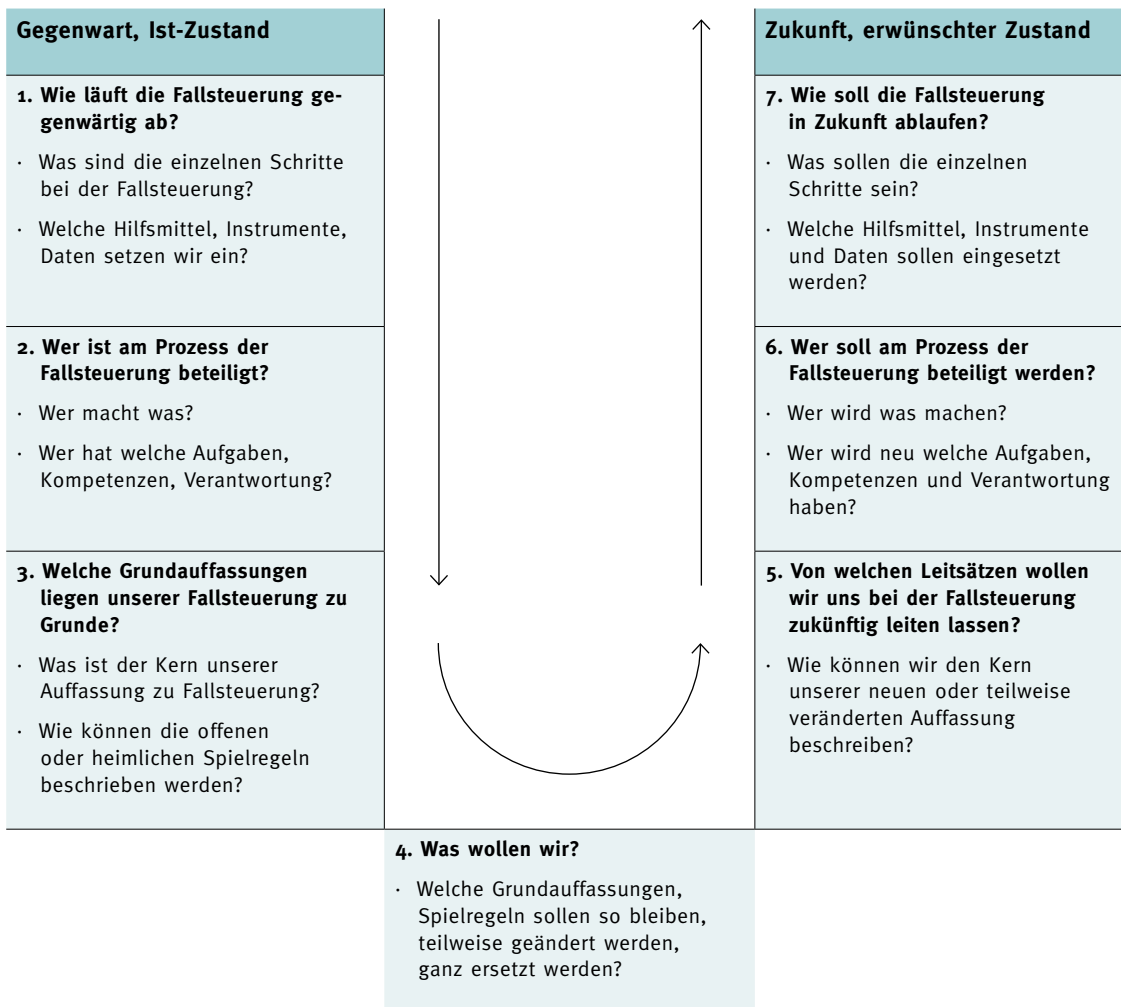 Gegenwart, Ist-Zustand
1. Wie läuft die Fallsteuerung ge-
genwärtig ab?
· Was sind die einzelnen Schritte
bei der Fallsteuerung?
· Welche Hilfsmittel, Instrumente,
Daten setzen wir ein?
2. Wer ist am Prozess der
Fallsteuerung beteiligt?
· Wer macht was?
· Wer hat welche Aufgaben,
Kompetenzen, Verantwortung?
3. Welche Grundauffassungen
liegen unserer Fallsteuerung zu
Grunde?
· Was ist der Kern unserer
Auffassung zu Fallsteuerung?
· Wie können die offenen
oder heimlichen Spielregeln
beschrieben werden?
4. Was wollen wir?
· Welche Grundauffassungen,
Spielregeln sollen so bleiben,
teilweise geändert werden,
ganz ersetzt werden?
Zukunft, erwünschter Zustand
7. Wie soll die Fallsteuerung
in Zukunft ablaufen?
· Was sollen die einzelnen
Schritte sein?
· Welche Hilfsmittel, Instrumente
und Daten sollen eingesetzt
werden?
6. Wer soll am Prozess der
Fallsteuerung beteiligt werden?
· Wer wird was machen?
· Wer wird neu welche Aufgaben,
Kompetenzen und Verantwortung
haben?
5. Von welchen Leitsätzen wollen
wir uns bei der Fallsteuerung
zukünftig leiten lassen?
· Wie können wir den Kern
unserer neuen oder teilweise
veränderten Auffassung
beschreiben?